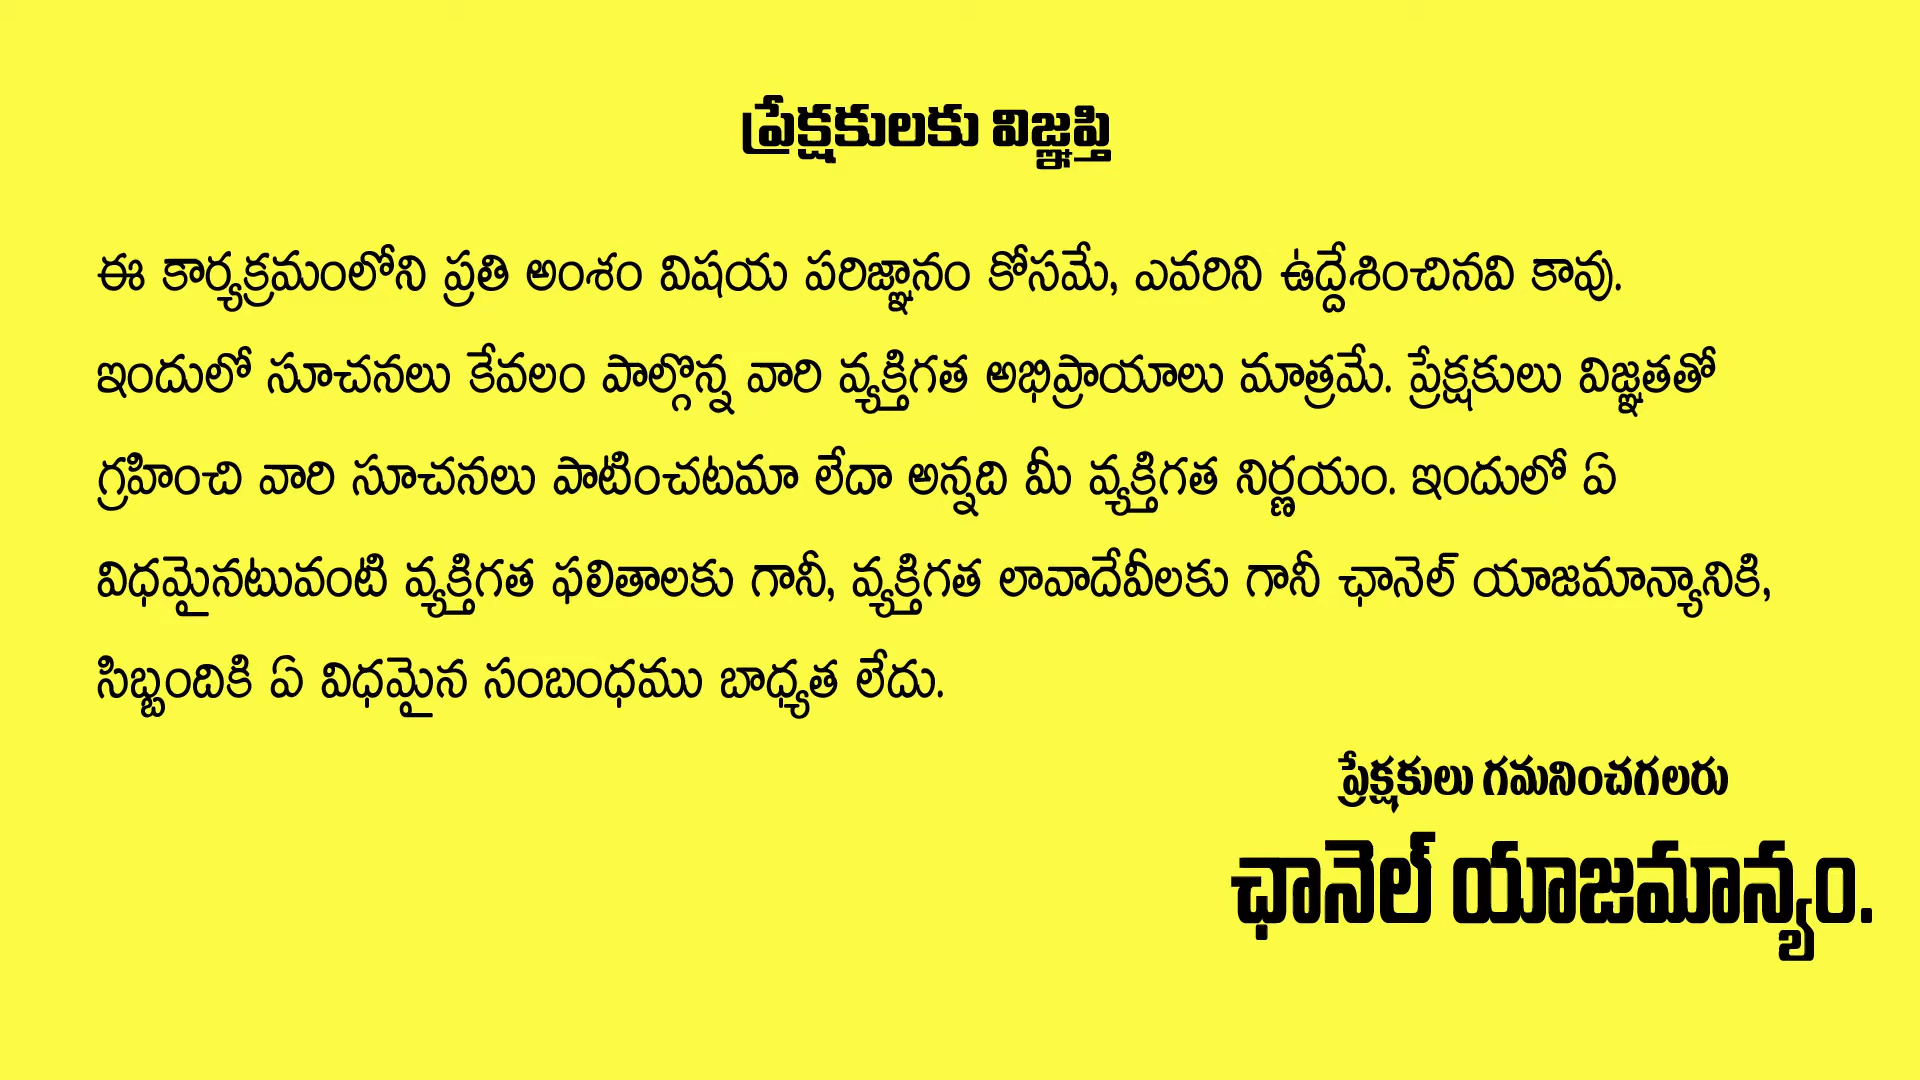 ప్రేక్షకులకు విజ్ఞప్తి
ఈ కార్యక్రమంలోని ప్రతి అంశం విషయ పరిజ్ఞానం కోసమే, ఎవరిని ఉద్దేశించినవి కావు.
ఇందులో సూచనలు కేవలం పాల్గొన్న వారి వ్యక్తిగత అభిప్రాయాలు మాత్రమే. ప్రేక్షకులు విజ్ఞతతో
గ్రహించి వారి సూచనలు పాటించటమా లేదా అన్నది మీ వ్యక్తిగత నిర్ణయం. ఇందులో ఏ
విధమైనటువంటి వ్యక్తిగత ఫలితాలకు గానీ, వ్యక్తిగత లావాదేవీలకు గానీ ఛానెల్ యాజమాన్యానికి,
సిబ్బందికి ఏ విధమైన సంబంధము బాధ్యత లేదు.
ప్రేక్షకులు గమనించగలరు
ఛానెల్ యాజమాన్యం.